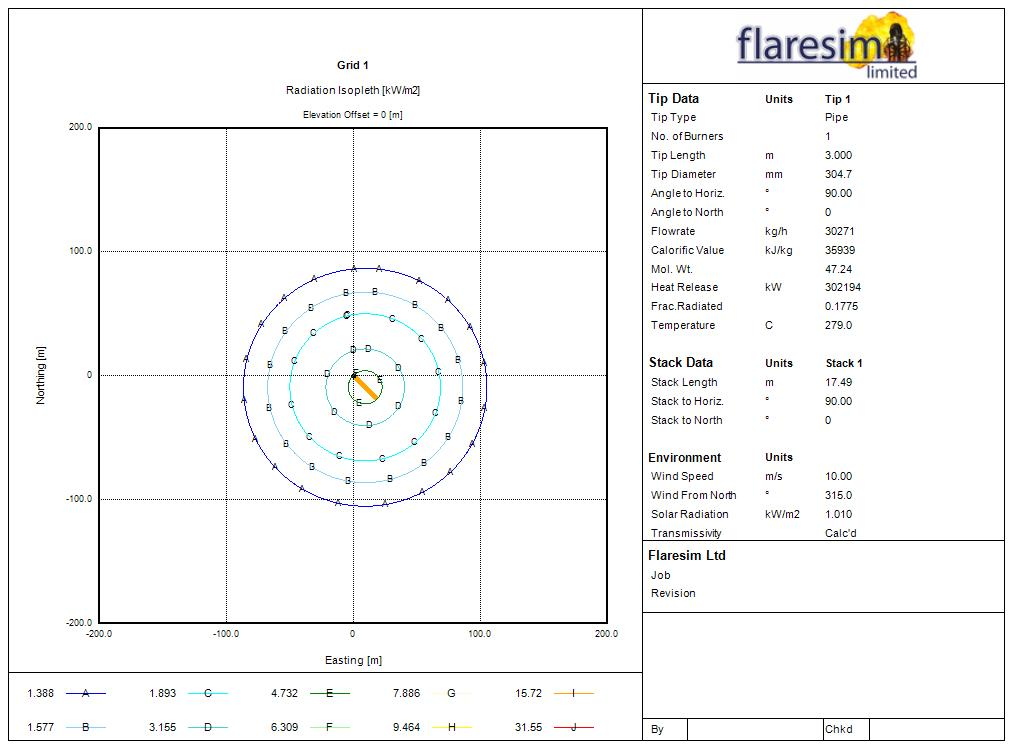 Grid 1
Radiation Isopleth [kW/m2]
Elevation Offset = 0 [m]
200.0
100.0
0
-100.0
-200.0
Northing [m]
-200.0 -100.0 0 100.0 200.0
Easting [m]
1.388 A 1.893 C 4.732 E 7.886 G 15.72 I
1.577 B 3.155 D 6.309 F 9.464 H 31.55 J
flaresim
limited
Tip Data Units Tip 1
Tip Type Pipe
No. of Burners 1
Tip Length m 3.000
Tip Diameter mm 304.7
Angle to Horiz. ° 90.00
Angle to North ° 0
Flowrate kg/h 30271
Calorific Value kJ/kg 35939
Mol. Wt. 47.24
Heat Release kW 302194
Frac.Radiated 0.1775
Temperature C 279.0
Stack Data Units Stack 1
Stack Length m 17.49
Stack to Horiz. ° 90.00
Stack to North ° 0
Environment Units
Wind Speed m/s 10.00
Wind From North ° 315.0
Solar Radiation kW/m2 1.010
Transmissivity Calc'd
Flaresim Ltd
Job
Revision
By Chkd